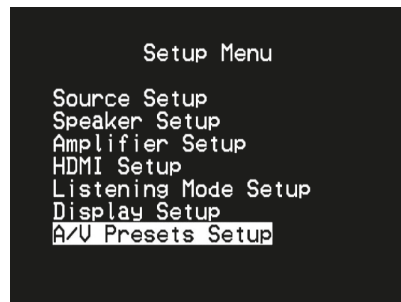 Setup Menu
Source Setup
Speaker Setup
Amplifier Setup
HDMI Setup
Listening Mode Setup
Display Setup
A/V Presets Setup